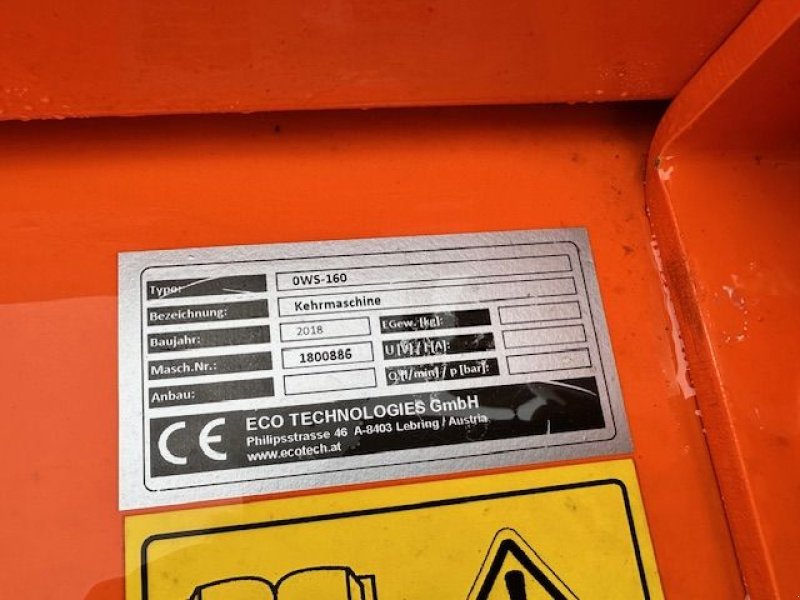 Type: 0WS-160
Bezeichnung: Kehrmaschine
Baujahr: 2018 EGew. [kg]:
Masch.Nr.: 1800886 U [V] / I [A]:
Anbau: Q [l/min] / p [bar]:
CE ECO TECHNOLOGIES GmbH
Philipsstrasse 46 A-8403 Lebring / Austria
www.ecotech.at